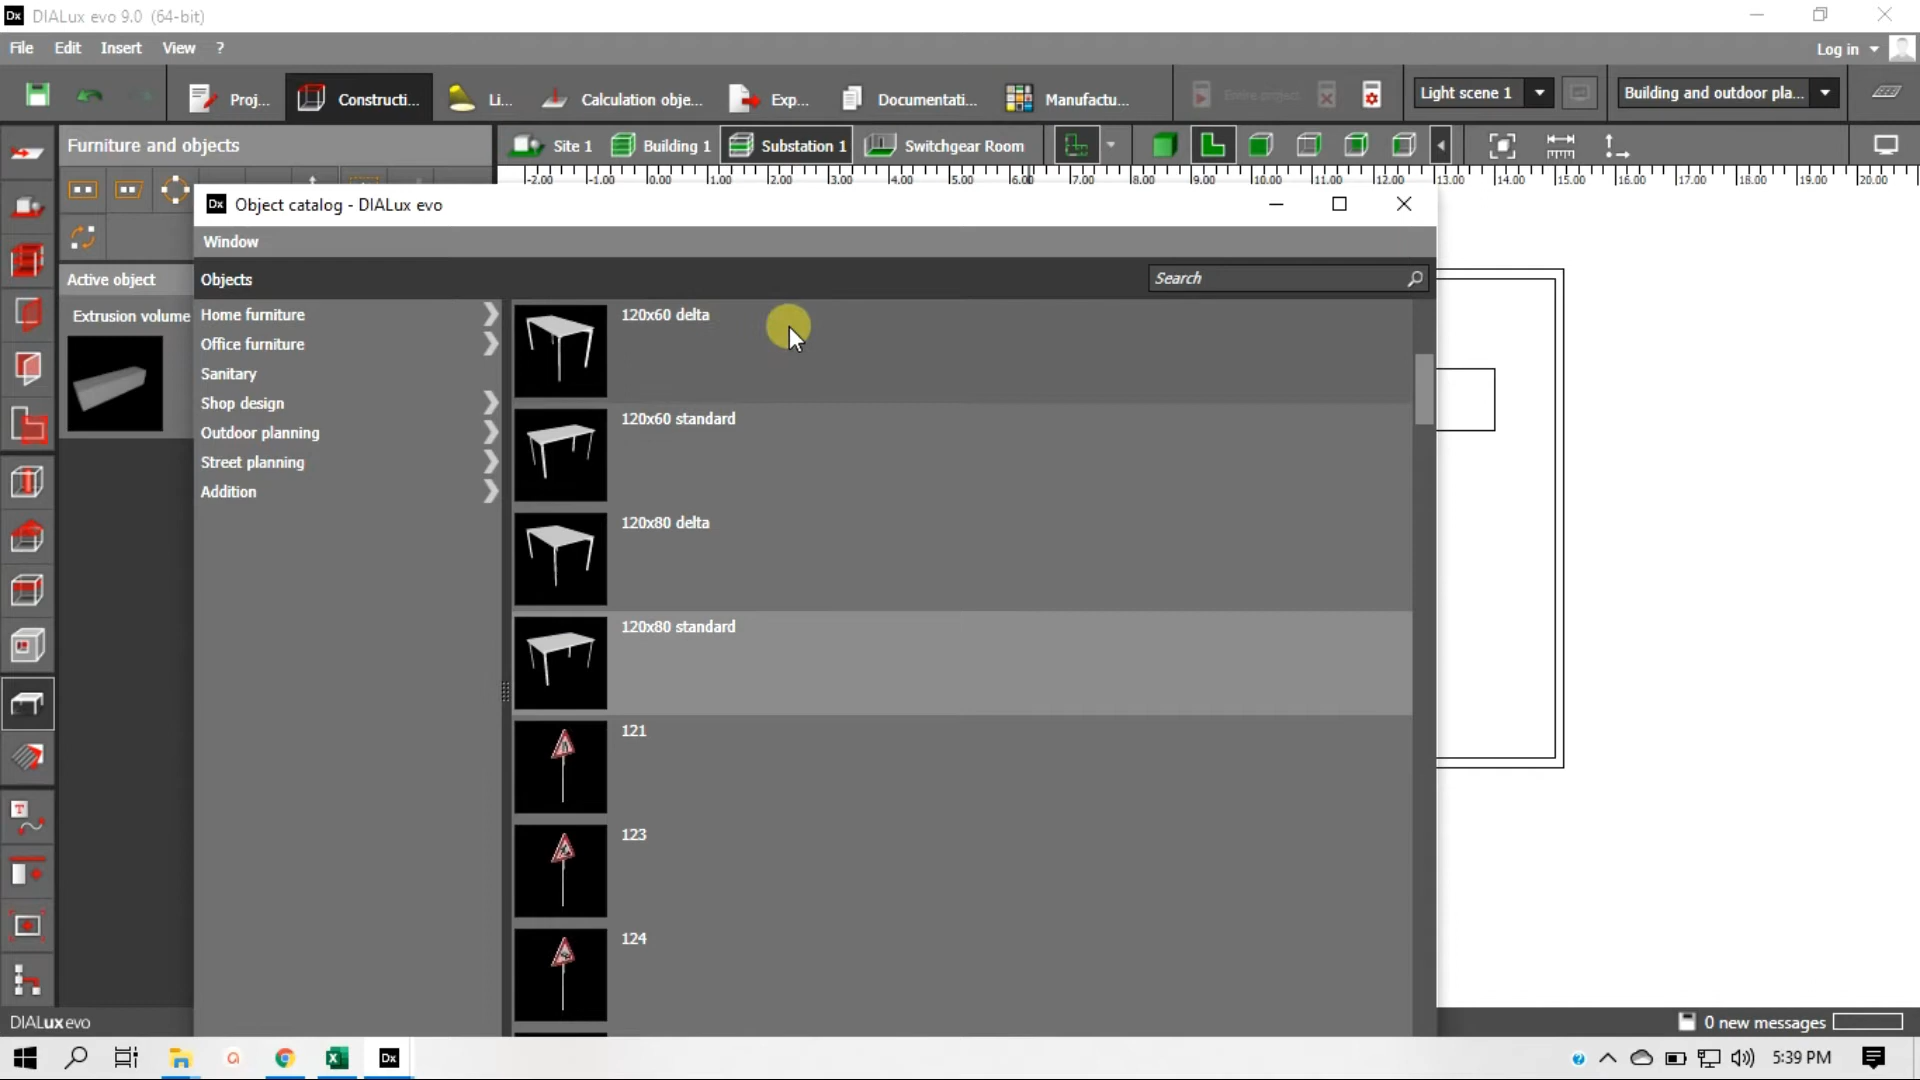 DIALux evo 9.0 (64-bit)
File Edit Insert View ?
Log in
Proj... Constructi... Li... Calculation obje... Exp... Documentati... Manufactu... Entire project Light scene 1 Building and outdoor pla...
Furniture and objects
Site 1 Building 1 Substation 1 Switchgear Room
-2.00 -1.00 0.00 1.00 2.00 3.00 4.00 5.00 6.00 7.00 8.00 9.00 10.00 11.00 12.00 13.00 14.00 15.00 16.00 17.00 18.00 19.00 20.00
Dx Object catalog - DIALux evo
Window
Active object
Objects
Search
Extrusion volume
Home furniture
Office furniture
Sanitary
Shop design
Outdoor planning
Street planning
Addition
120x60 delta
120x60 standard
120x80 delta
120x80 standard
121
123
124
DIALux evo
0 new messages
5:39 PM